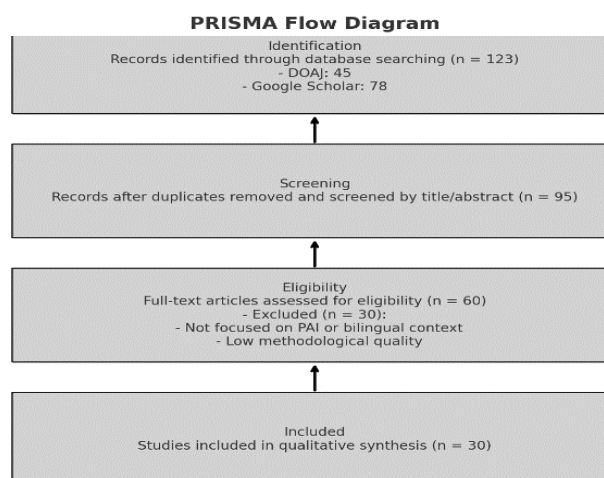 PRISMA Flow Diagram
Identification
Records identified through database searching (n = 123)
- DOAJ: 45
- Google Scholar: 78
Screening
Records after duplicates removed and screened by title/abstract (n = 95)
Eligibility
Full-text articles assessed for eligibility (n = 60)
- Excluded (n = 30):
- Not focused on PAI or bilingual context
- Low methodological quality
Included
Studies included in qualitative synthesis (n = 30)